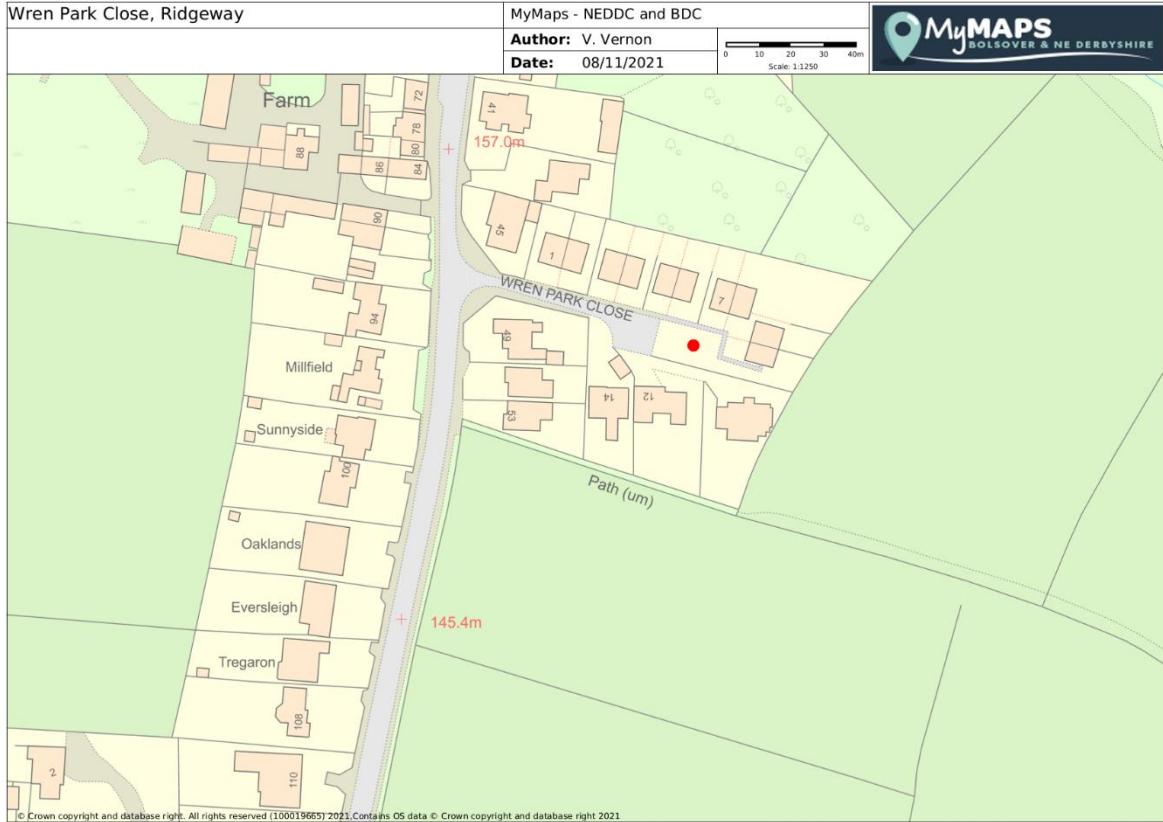 Wren Park Close, Ridgeway
MyMaps - NEDDC and BDC
Author: V. Vernon
Date: 08/11/2021
0 10 20 30 40m
Scale: 1:1250
MyMAPS
BOLSOVER & NE DERBYSHIRE
Farm
72
78
80
84
86
88
90
41
157.0m
45
1
WREN PARK CLOSE
7
94
49
Millfield
53
14
12
Sunnyside
100
Path (um)
Oaklands
Eversleigh
145.4m
Tregaron
108
2
110
© Crown copyright and database right. All rights reserved (100019665) 2021,Contains OS data © Crown copyright and database right 2021